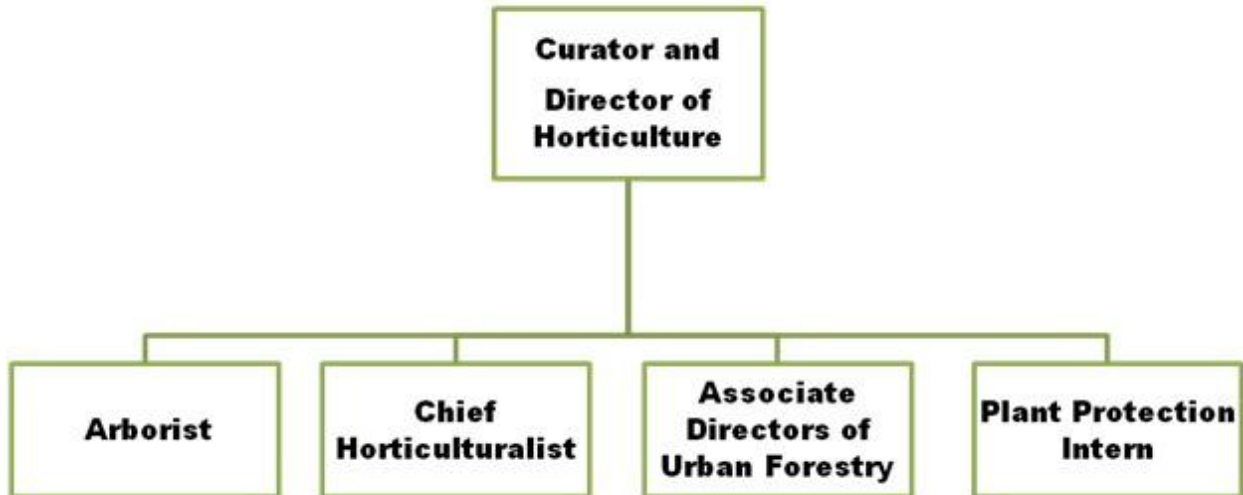 Curator and
Director of
Horticulture
Arborist
Chief
Horticulturalist
Associate
Directors of
Urban Forestry
Plant Protection
Intern